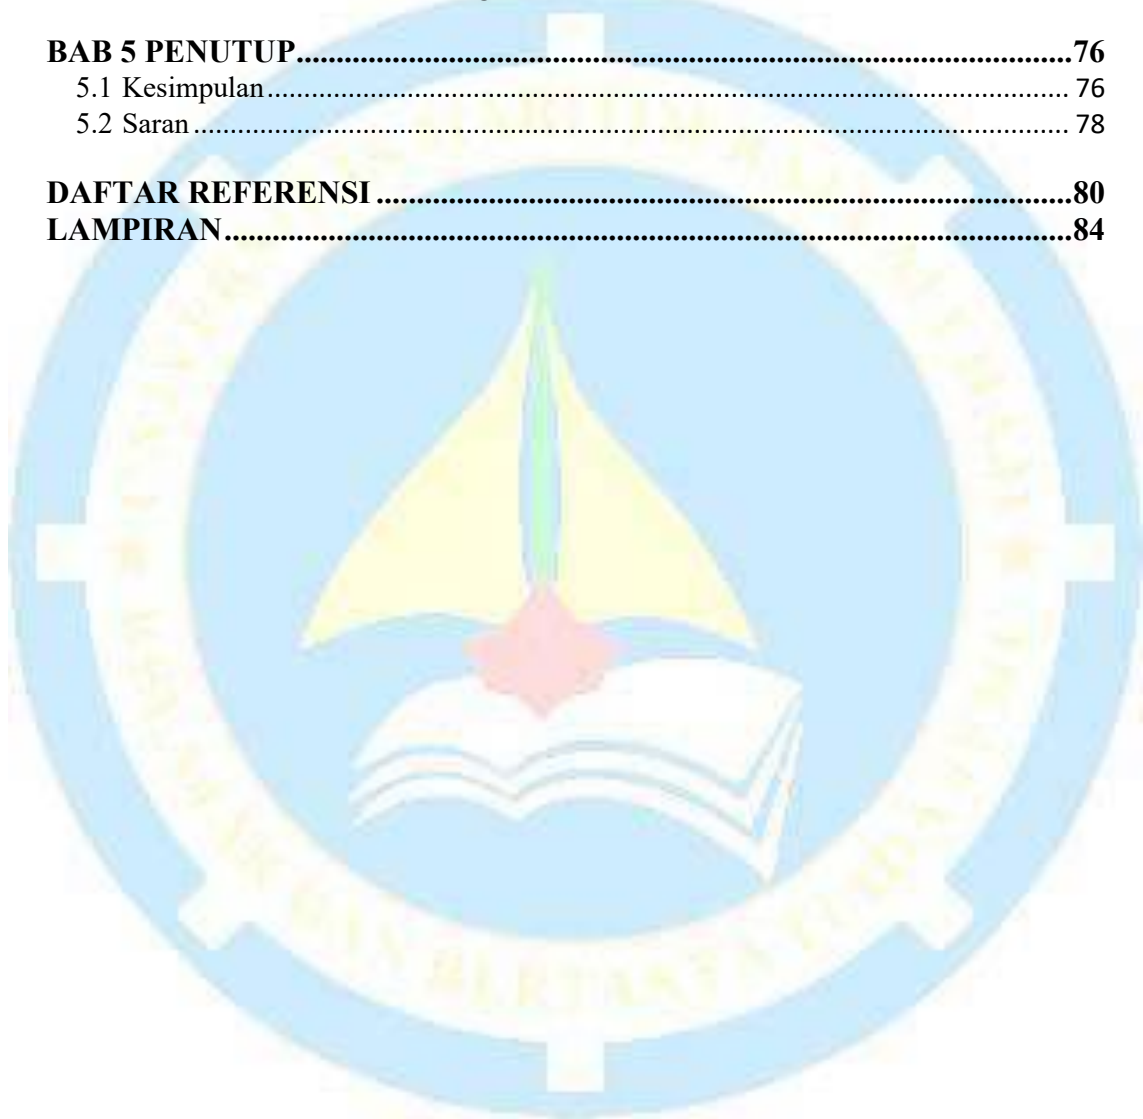 BAB 5 PENUTUP.....................................................................................................76
5.1 Kesimpulan....................................................................................................... 76
5.2 Saran................................................................................................................. 78
DAFTAR REFERENSI..........................................................................................80
LAMPIRAN.............................................................................................................84